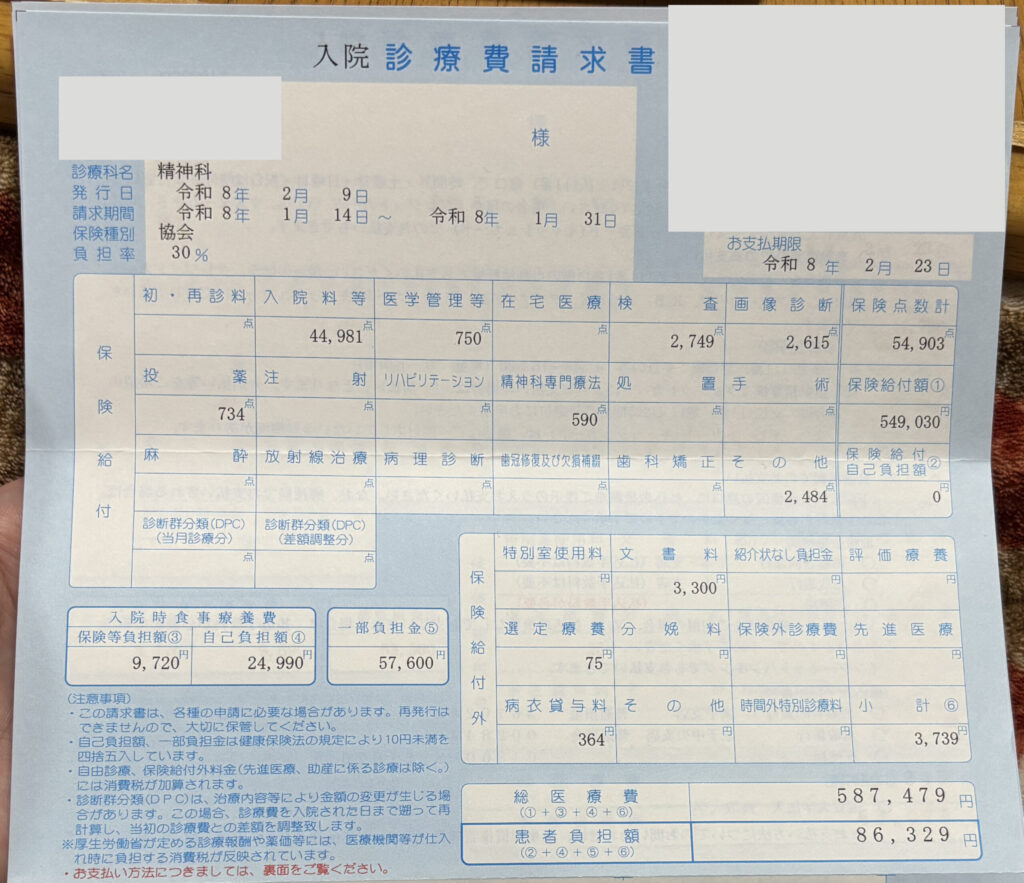 入院 診療費請求書
様
診療科名 精神科
発行日 令和 8年 2月 9日
請求期間 令和 8年 1月 14日 ～ 令和 8年 1月 31日
保険種別 協会
負担率 30 %
お支払期限
令和 8 年 2月 23日
保険給付
初・再診料 入院料等 医学管理等 在宅医療 検査 画像診断 保険点数計
点 44,981点 750点 点 2,749点 2,615点 54,903点
投薬 注射 リハビリテーション 精神科専門療法 処置 手術 保険給付額①
734点 点 点 590点 点 点 549,030円
麻酔 放射線治療 病理診断 歯冠修復及び欠損補綴 歯科矯正 その他 保険給付自己負担額②
点 点 点 点 点 2,484点 0円
診断群分類(DPC) 診断群分類(DPC)
(当月診療分) (差額調整分)
点 点
保険給付外
特別室使用料 文書料 紹介状なし負担金 評価療養
円 3,300円 円 円
選定療養 分娩料 保険外診療費 先進医療
75円 円 円 円
病衣貸与料 その他 時間外特別診療料 小計⑥
364円 円 円 3,739円
入院時食事療養費
保険等負担額③ 自己負担額④
9,720円 24,990円
一部負担金⑤
57,600円
(注意事項)
・この請求書は、各種の申請に必要な場合があります。再発行は
できませんので、大切に保管してください。
・自己負担額、一部負担金は健康保険法の規定により10円未満を
四捨五入しています。
・自由診療、保険給付外料金(先進医療、助産に係る診療は除く。)
には消費税が加算されます。
・診断群分類(DPC)は、治療内容等により金額の変更が生じる場
合があります。この場合、診療費を入院された日まで遡って再
計算し、当初の診療費との差額を調整致します。
※厚生労働省が定める診療報酬や薬価等には、医療機関等が仕入
れ時に負担する消費税が反映されています。
・お支払い方法につきましては、裏面をご覧ください。
総医療費
(①+③+④+⑥)
587,479 円
患者負担額
(②+④+⑤+⑥)
86,329 円